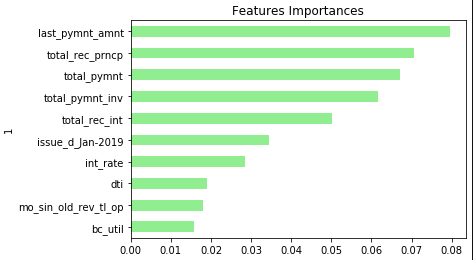 Features Importances
last_pymnt_amnt
total_rec_prncp
total_pymnt
total_pymnt_inv
total_rec_int
issue_d_Jan-2019
int_rate
dti
mo_sin_old_rev_tl_op
bc_util
1
0.00 0.01 0.02 0.03 0.04 0.05 0.06 0.07 0.08